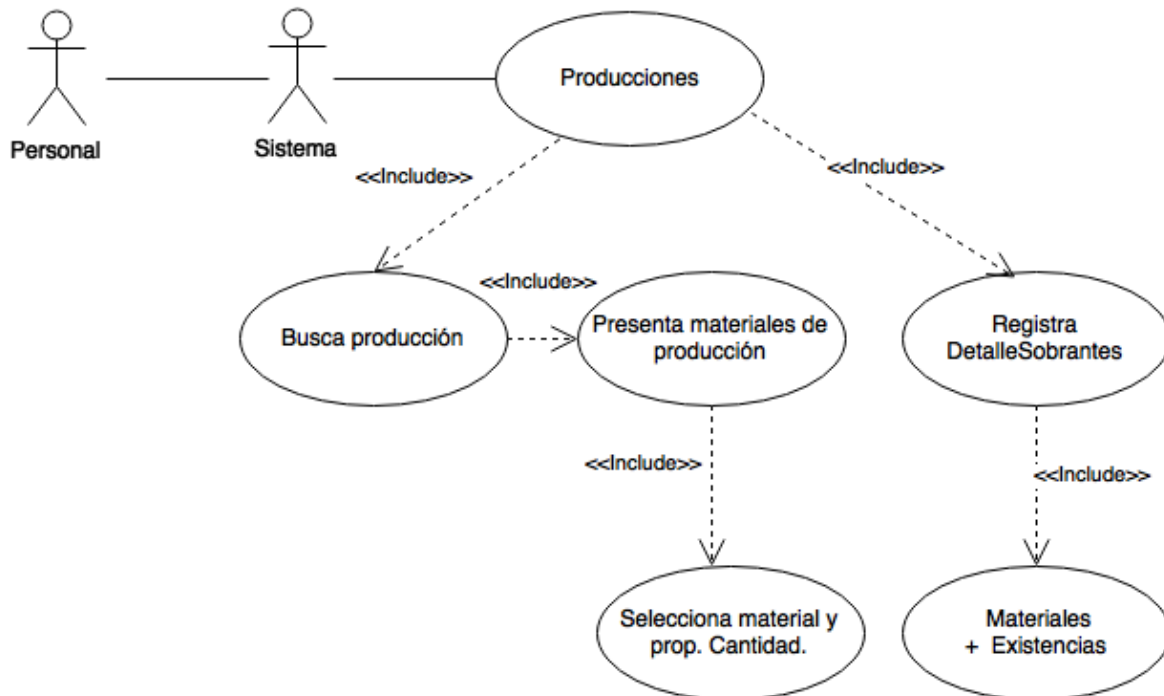 Producciones
Personal
Sistema
<<Include>>
<<Include>>
Busca producción
<<Include>>
Presenta materiales de
producción
Registra
DetalleSobrantes
<<Include>>
<<Include>>
Selecciona material y
prop. Cantidad.
Materiales
+ Existencias